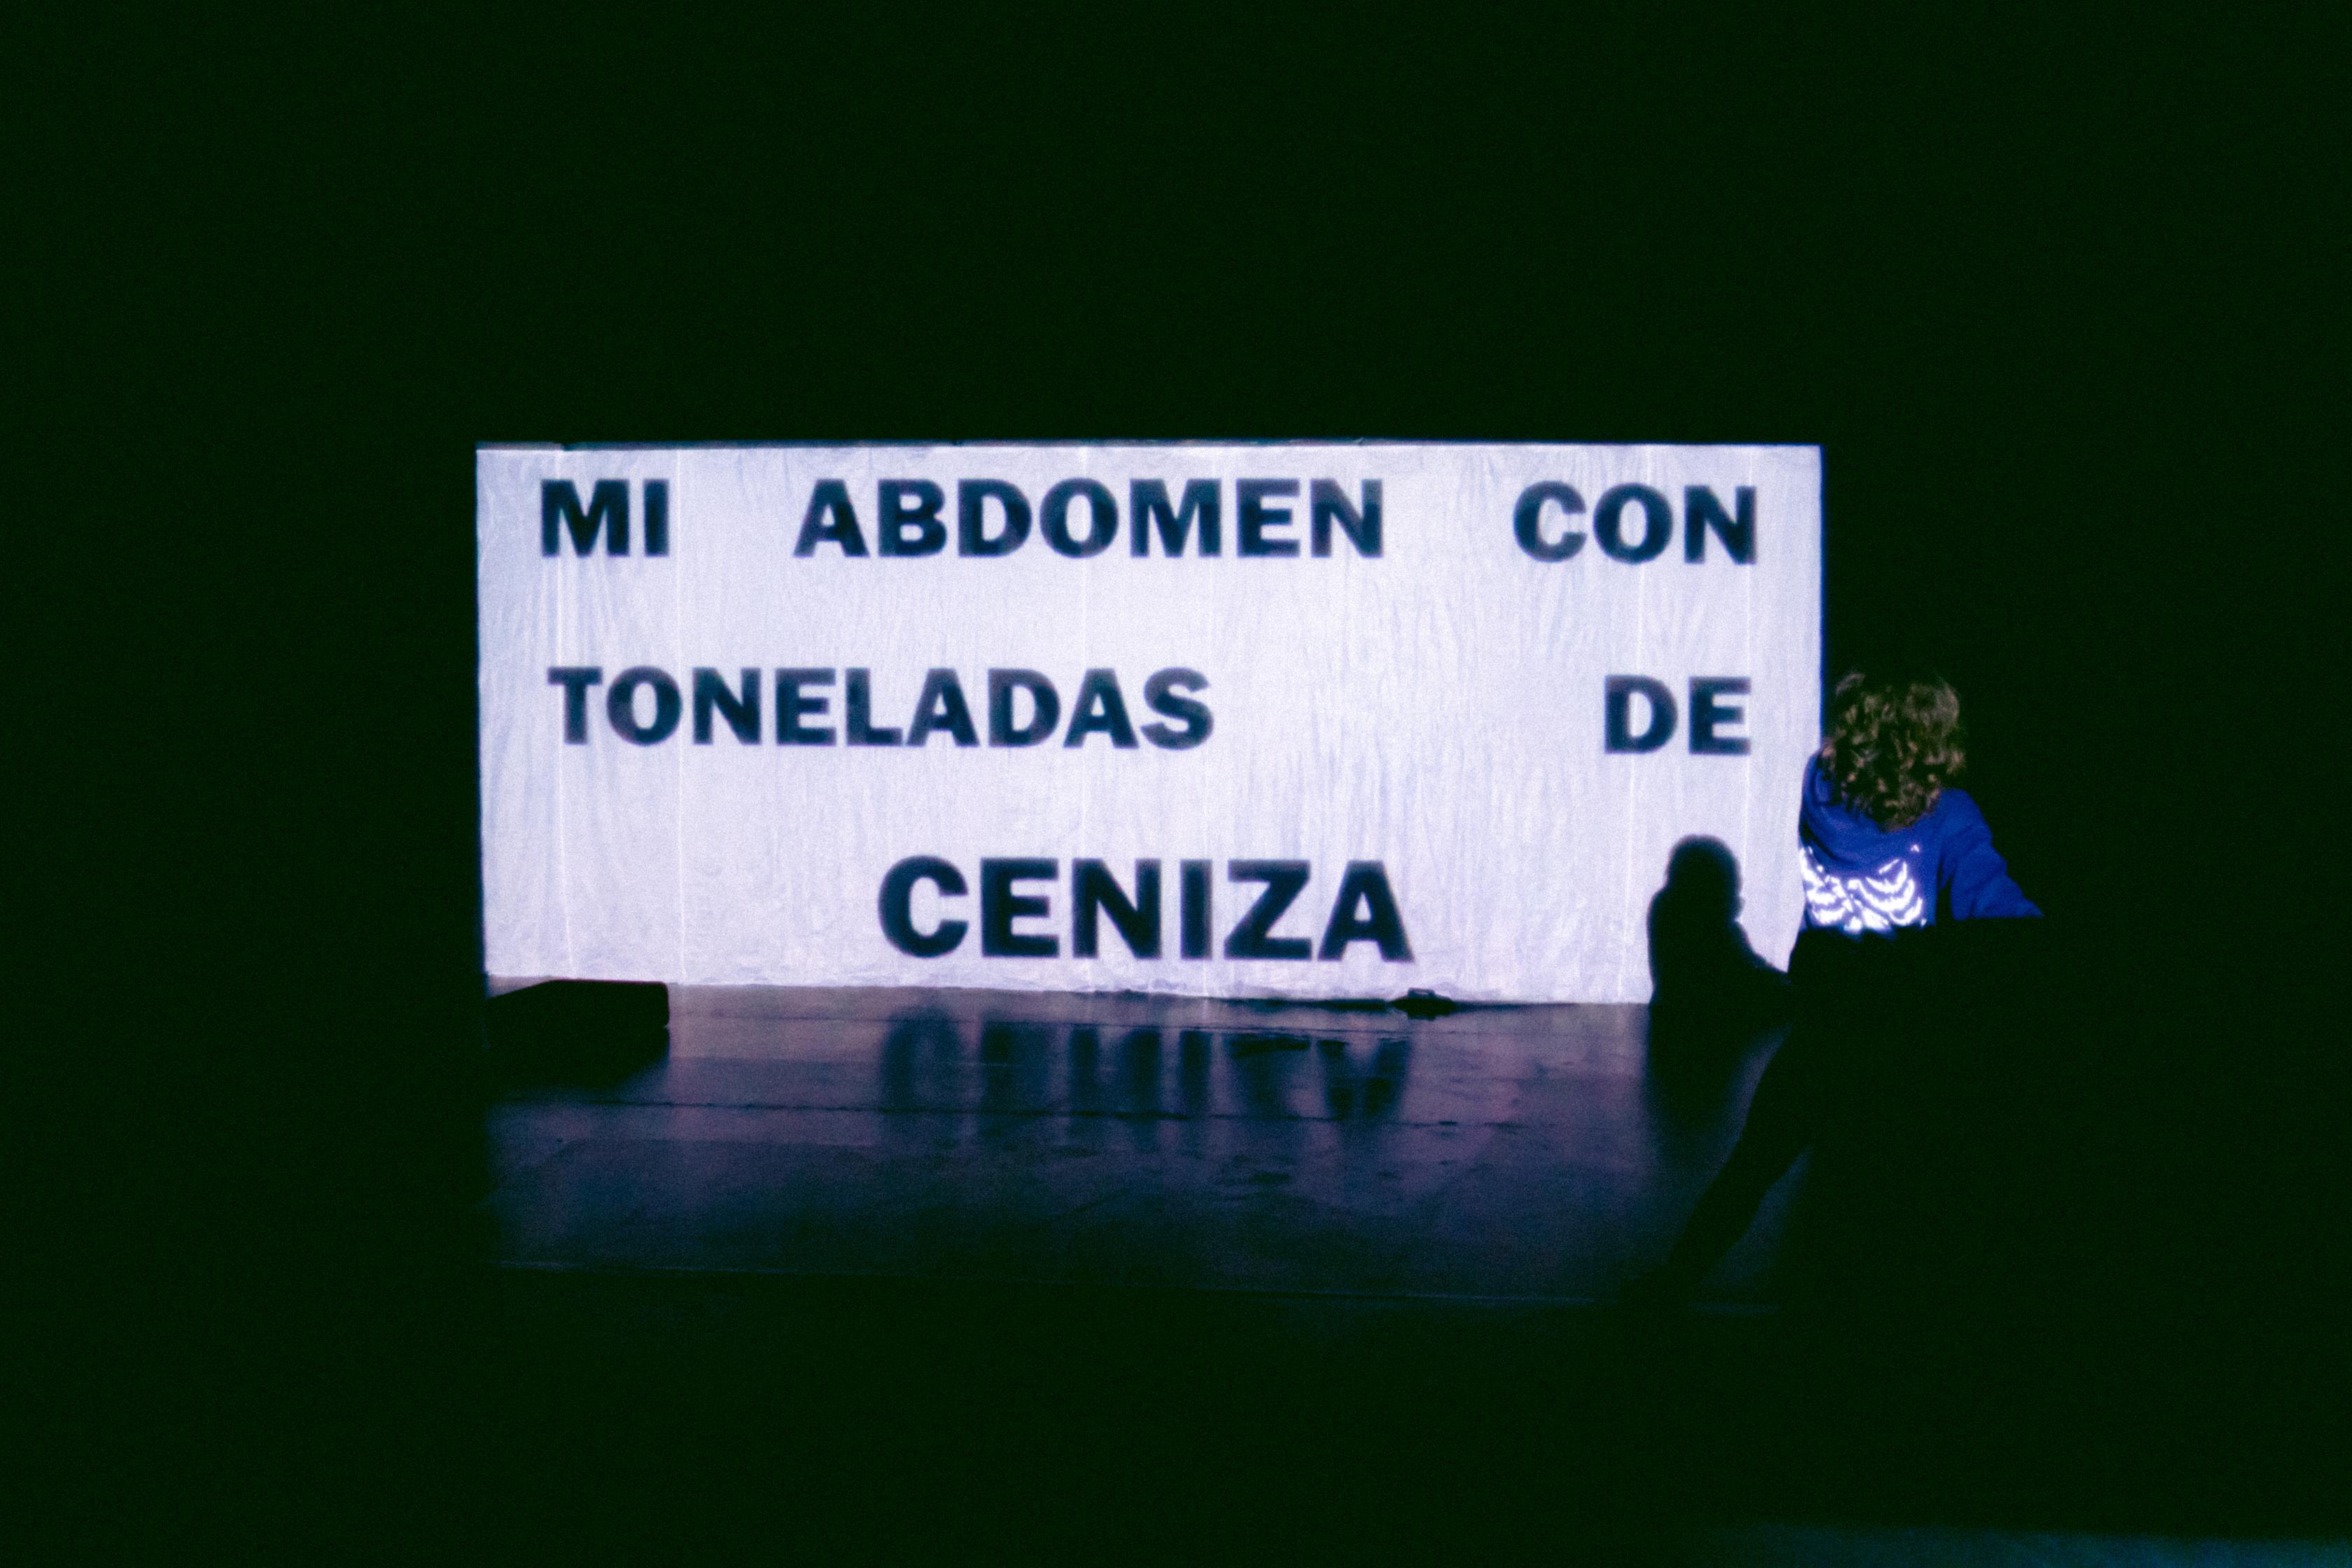 MI ABDOMEN CON
TONELADAS DE
CENIZA